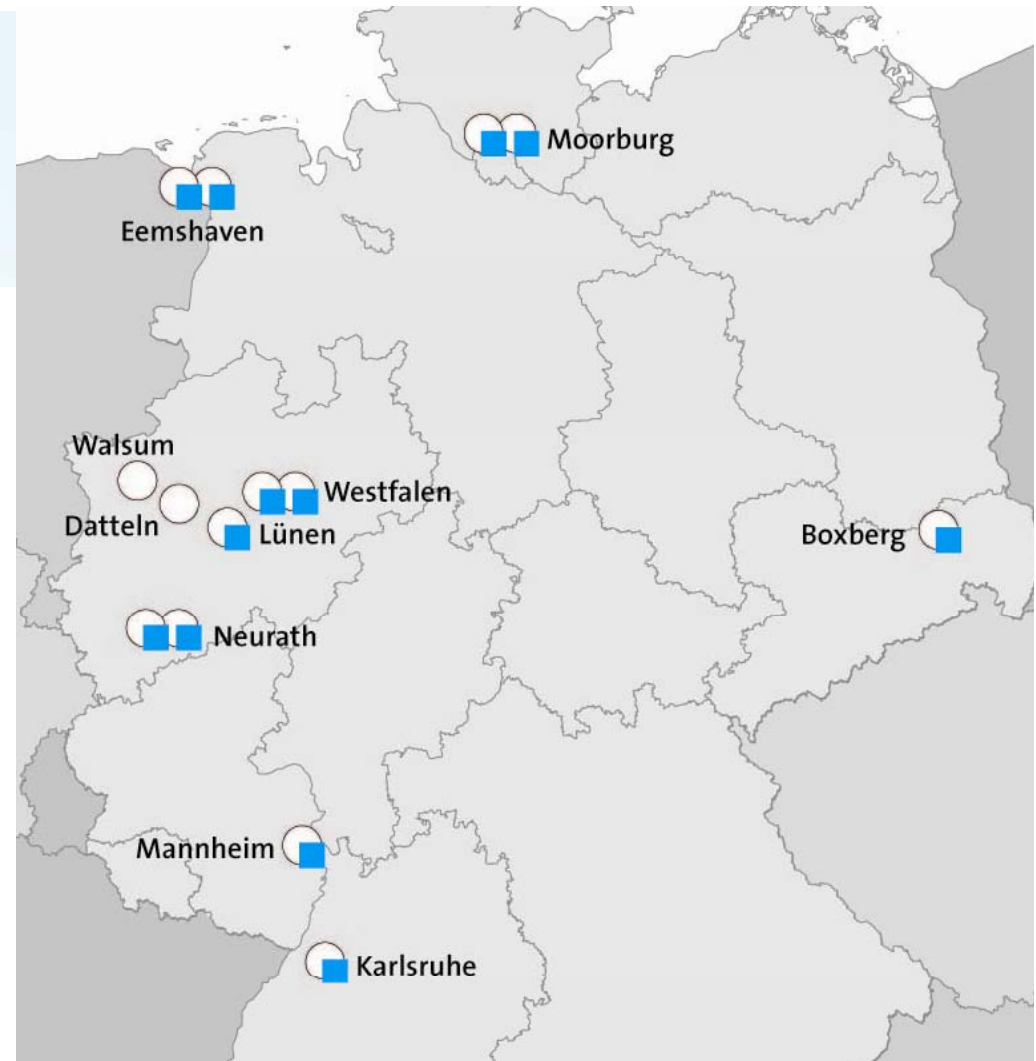 Moorburg
Eemshaven
Walsum
Westfalen
Datteln
Lünen
Boxberg
Neurath
Mannheim
Karlsruhe